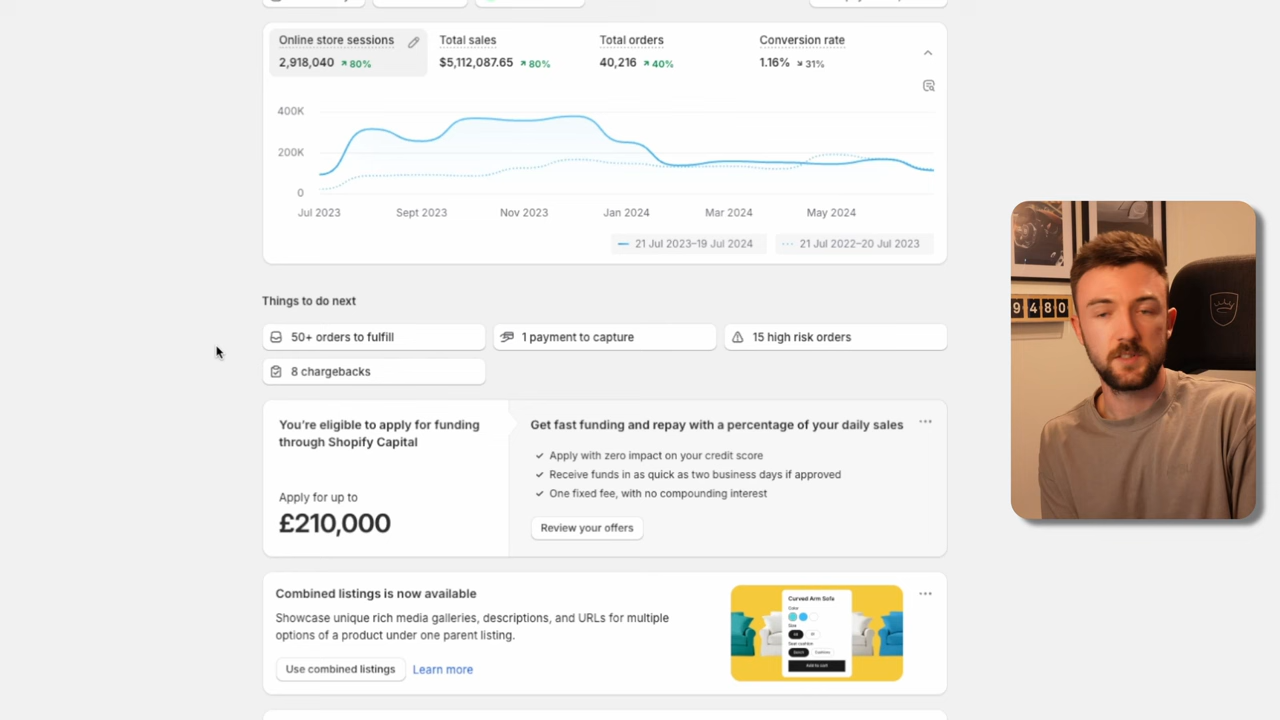 Online store sessions
2,918,040 ↗ 80%
Total sales
$5,112,087.65 ↗ 80%
Total orders
40,216 ↗ 40%
Conversion rate
1.16% ↘ 31%
400K
200K
0
Jul 2023
Sept 2023
Nov 2023
Jan 2024
Mar 2024
May 2024
21 Jul 2023–19 Jul 2024
21 Jul 2022–20 Jul 2023
9480
Things to do next
50+ orders to fulfill
1 payment to capture
15 high risk orders
8 chargebacks
You're eligible to apply for funding
through Shopify Capital
Apply for up to
£210,000
Get fast funding and repay with a percentage of your daily sales
✓ Apply with zero impact on your credit score
✓ Receive funds in as quick as two business days if approved
✓ One fixed fee, with no compounding interest
Review your offers
Combined listings is now available
Showcase unique rich media galleries, descriptions, and URLs for multiple
options of a product under one parent listing.
Use combined listings
Learn more
Curved Arm Sofa
Color
Size
Add to cart